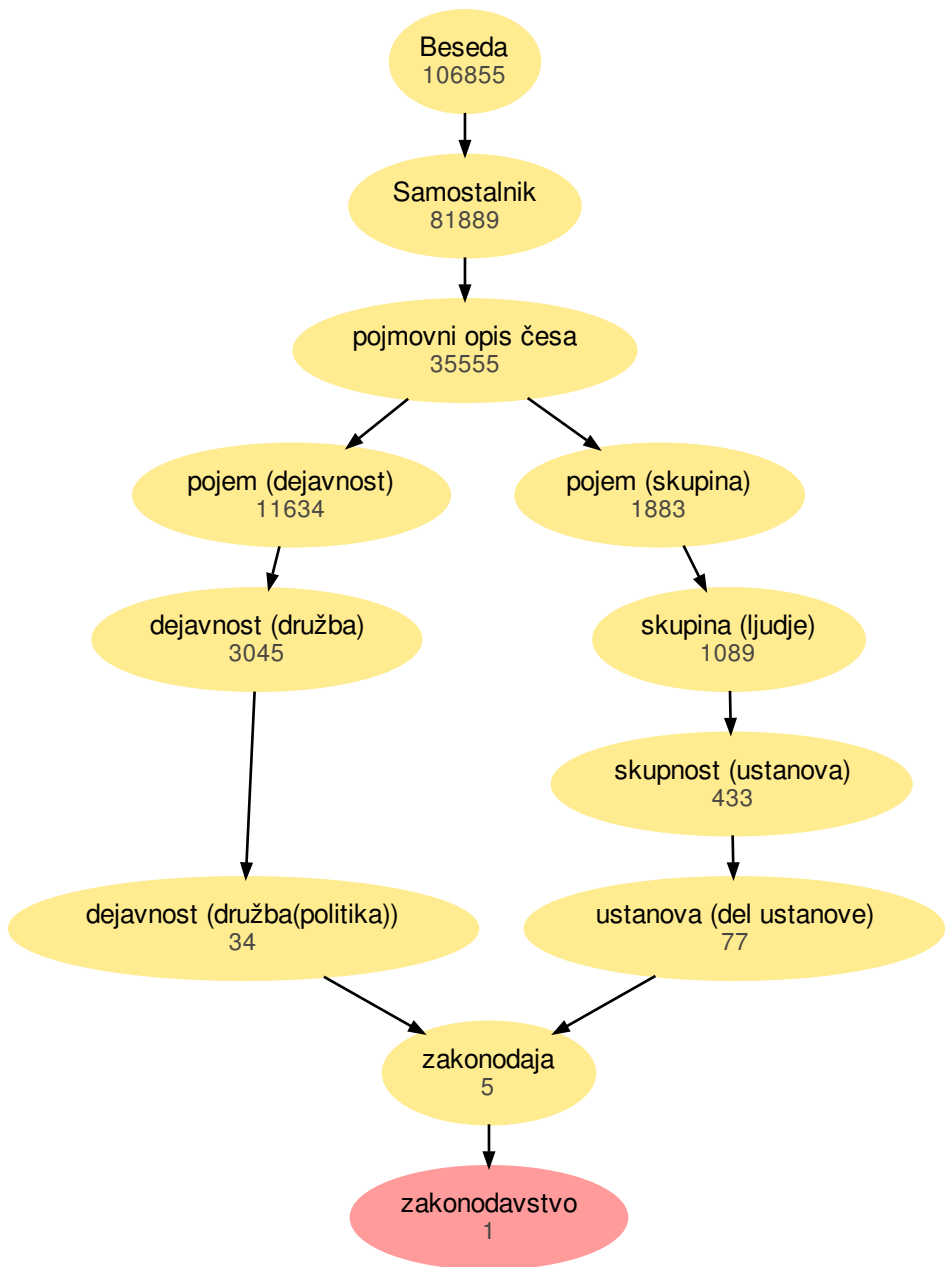 Beseda
106855
Samostalnik
81889
pojmovni opis česa
35555
pojem (dejavnost)
11634
pojem (skupina)
1883
dejavnost (družba)
3045
skupina (ljudje)
1089
skupnost (ustanova)
433
dejavnost (družba(politika))
34
ustanova (del ustanove)
77
zakonodaja
5
zakonodavstvo
1